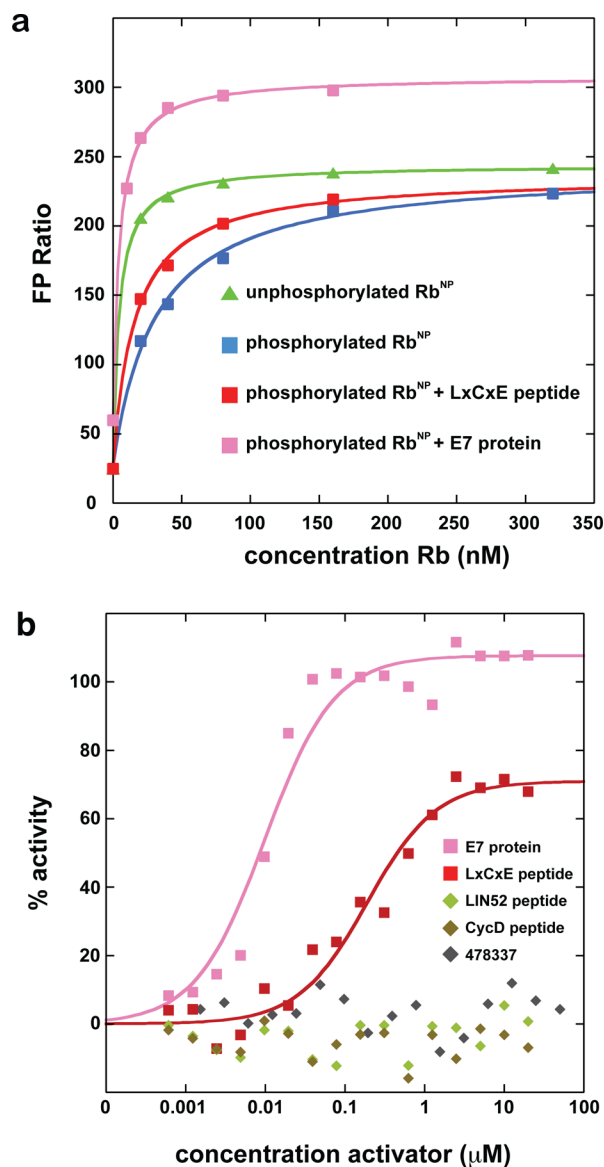 a
300
250
200
150
100
50
0
FP Ratio
unphosphorylated Rb^NP
phosphorylated Rb^NP
phosphorylated Rb^NP + LxCxE peptide
phosphorylated Rb^NP + E7 protein
0 50 100 150 200 250 300 350
concentration Rb (nM)
b
100
80
60
40
20
0
% activity
E7 protein
LxCxE peptide
LIN52 peptide
CycD peptide
478337
0.001 0.01 0.1 1 10 100
concentration activator (μM)